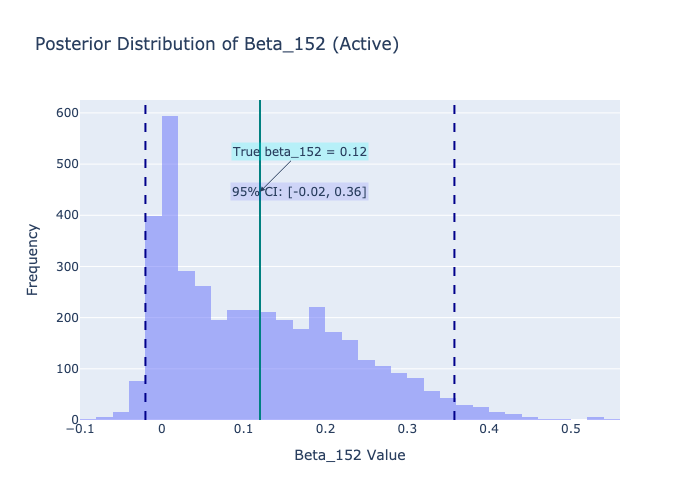 Posterior Distribution of Beta_152 (Active)
600
500
400
300
200
100
0
Frequency
True beta_152 = 0.12
95% CI: [-0.02, 0.36]
−0.1
0
0.1
0.2
0.3
0.4
0.5
Beta_152 Value